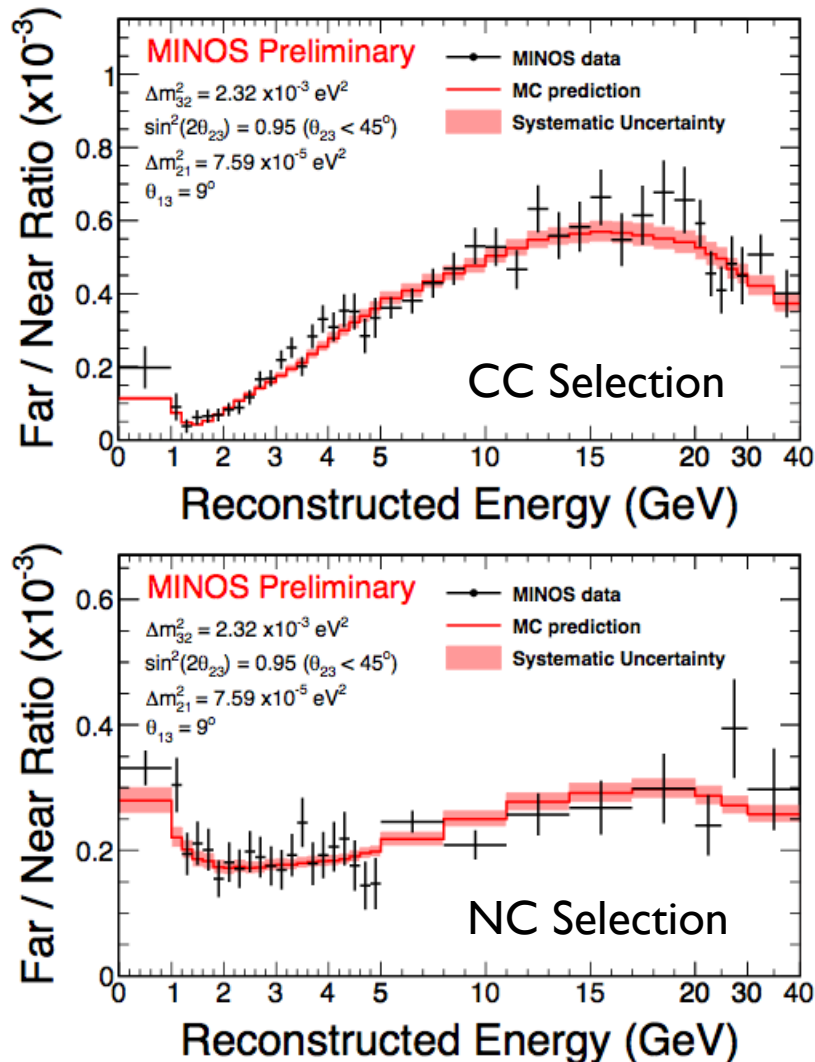 MINOS Preliminary
Δm²₃₂ = 2.32 x10⁻³ eV²
sin²(2θ₂₃) = 0.95 (θ₂₃ < 45°)
Δm²₂₁ = 7.59 x10⁻⁵ eV²
θ₁₃ = 9°
MINOS data
MC prediction
Systematic Uncertainty
Far / Near Ratio (x10⁻³)
1
0.8
0.6
0.4
0.2
0
CC Selection
0 1 2 3 4 5 10 15 20 30 40
Reconstructed Energy (GeV)
MINOS Preliminary
Δm²₃₂ = 2.32 x10⁻³ eV²
sin²(2θ₂₃) = 0.95 (θ₂₃ < 45°)
Δm²₂₁ = 7.59 x10⁻⁵ eV²
θ₁₃ = 9°
MINOS data
MC prediction
Systematic Uncertainty
Far / Near Ratio (x10⁻³)
0.6
0.4
0.2
0
NC Selection
0 1 2 3 4 5 10 15 20 30 40
Reconstructed Energy (GeV)